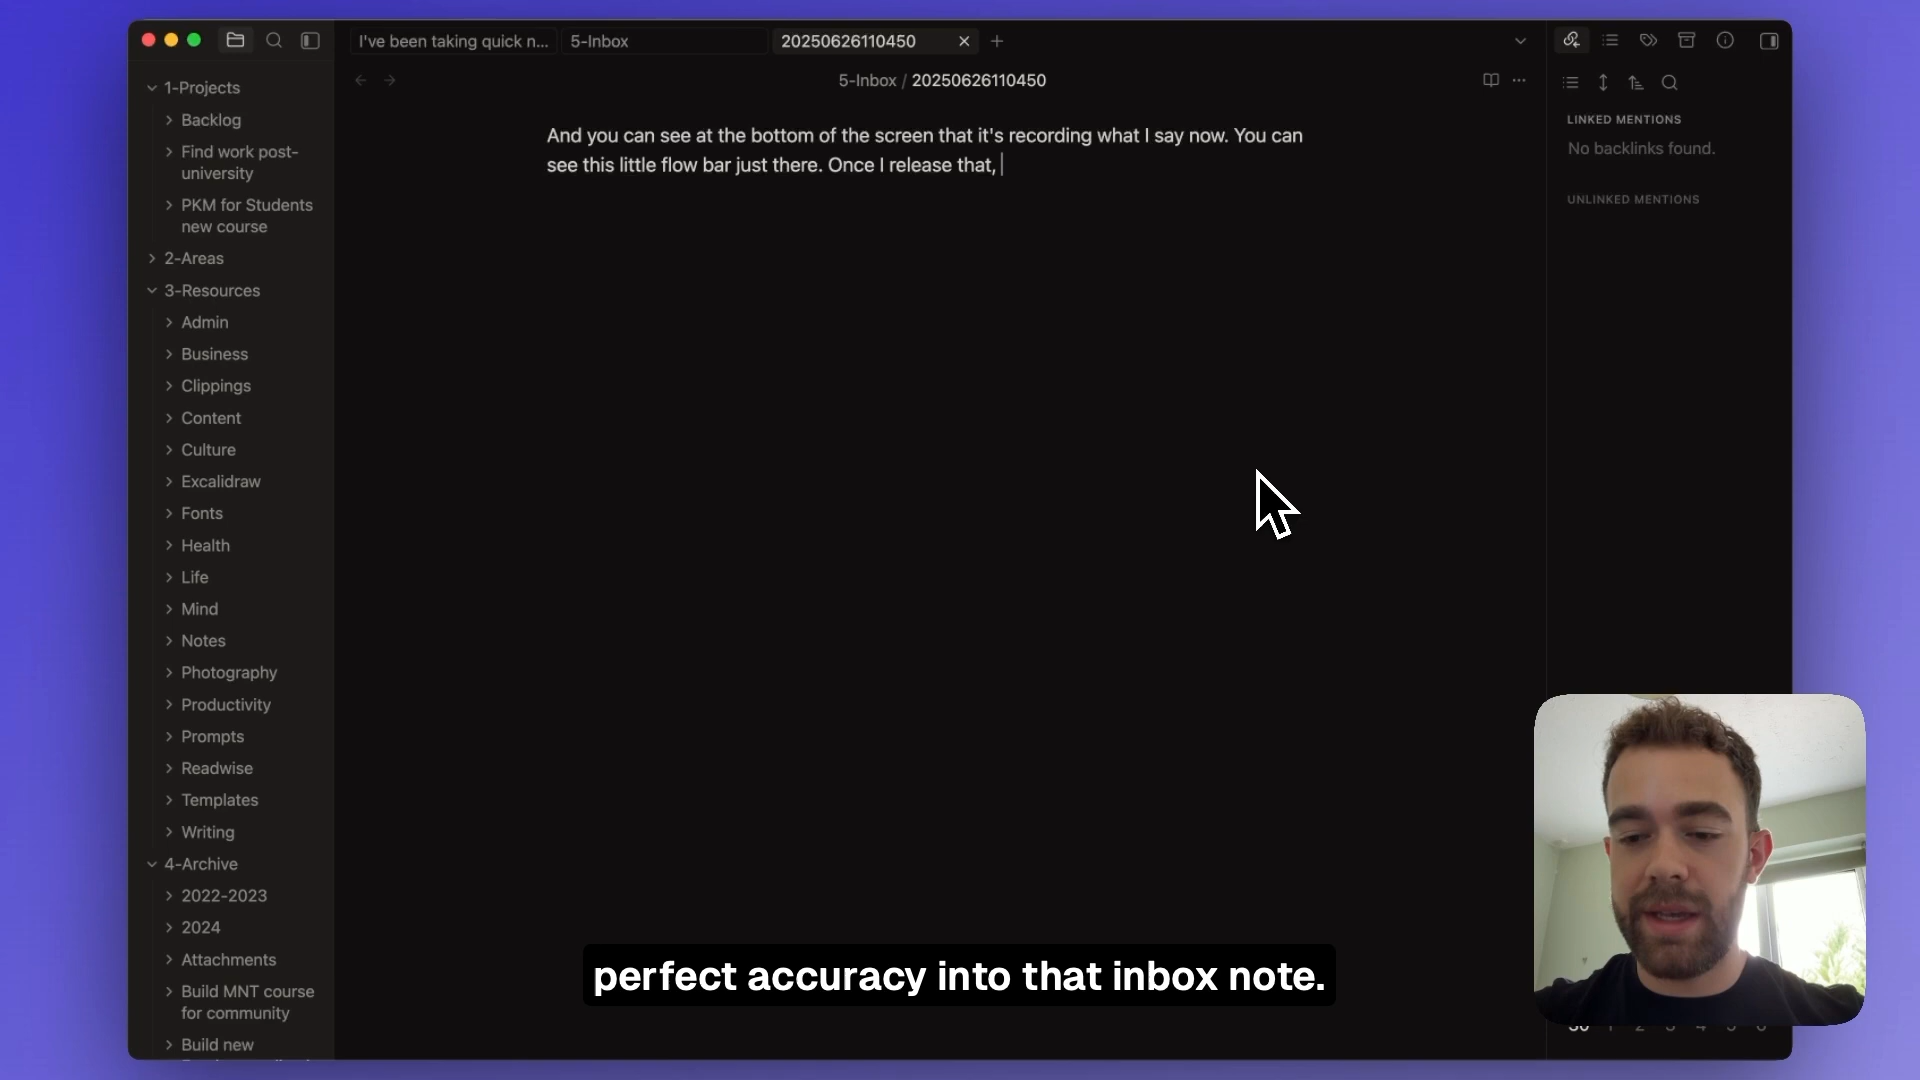 I've been taking quick n...
5-Inbox
20250626110450
5-Inbox / 20250626110450
1-Projects
Backlog
Find work post-
university
PKM for Students
new course
2-Areas
3-Resources
Admin
Business
Clippings
Content
Culture
Excalidraw
Fonts
Health
Life
Mind
Notes
Photography
Productivity
Prompts
Readwise
Templates
Writing
4-Archive
2022-2023
2024
Attachments
Build MNT course
for community
Build new
And you can see at the bottom of the screen that it's recording what I say now. You can
see this little flow bar just there. Once I release that,
LINKED MENTIONS
No backlinks found.
UNLINKED MENTIONS
perfect accuracy into that inbox note.